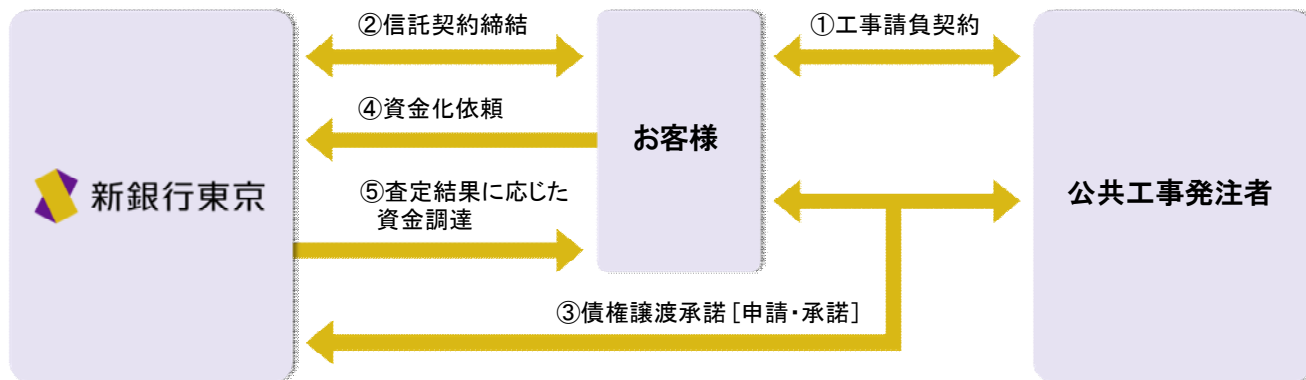 ②信託契約締結
①工事請負契約
④資金化依頼
お客様
新銀行東京
⑤査定結果に応じた
資金調達
公共工事発注者
③債権譲渡承諾［申請・承諾］